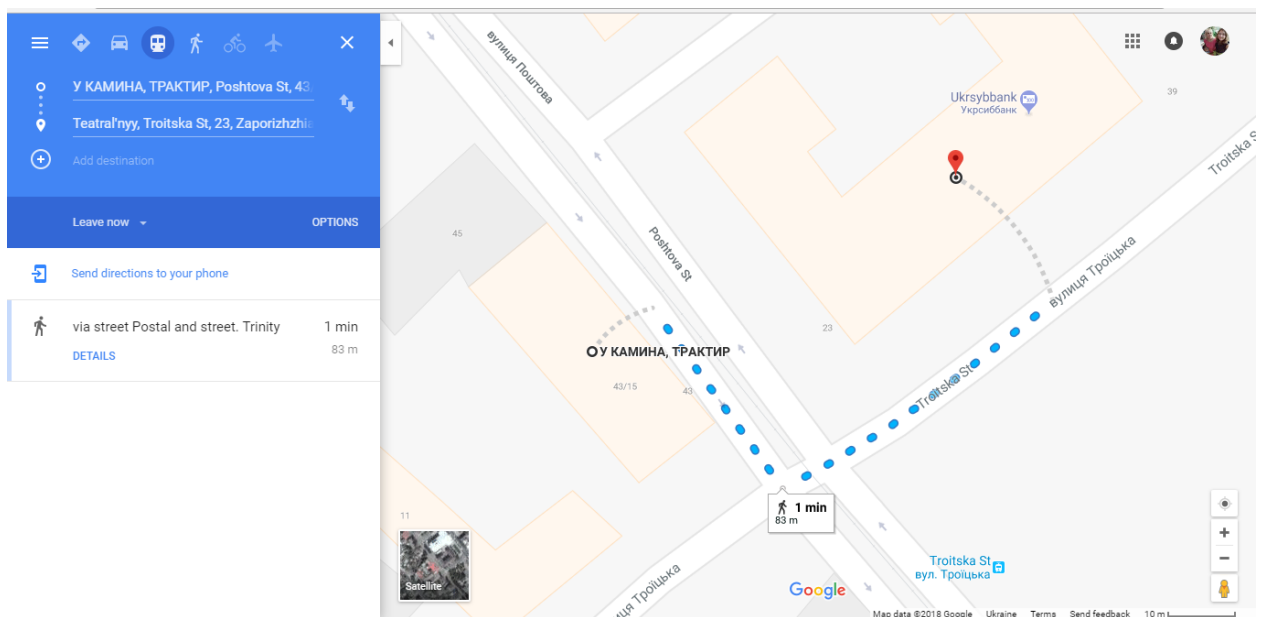 У КАМИНА, ТРАКТИР, Poshtova St, 43,
Teatral'nyy, Troitska St, 23, Zaporizhzhia
Add destination
Leave now
OPTIONS
Send directions to your phone
via street Postal and street. Trinity
1 min
DETAILS
83 m
вулиця Поштова
Ukrsybbank
Укрсиббанк
39
Troitska S
45
Poshtova St
вулиця Троїцька
23
У КАМИНА, ТРАКТИР
43/15
43
Troitska St
11
1 min
83 m
Satellite
Troitska St
вул. Троїцька
ця Троїцька
Google
Map data ©2018 Google
Ukraine
Terms
Send feedback
10 m